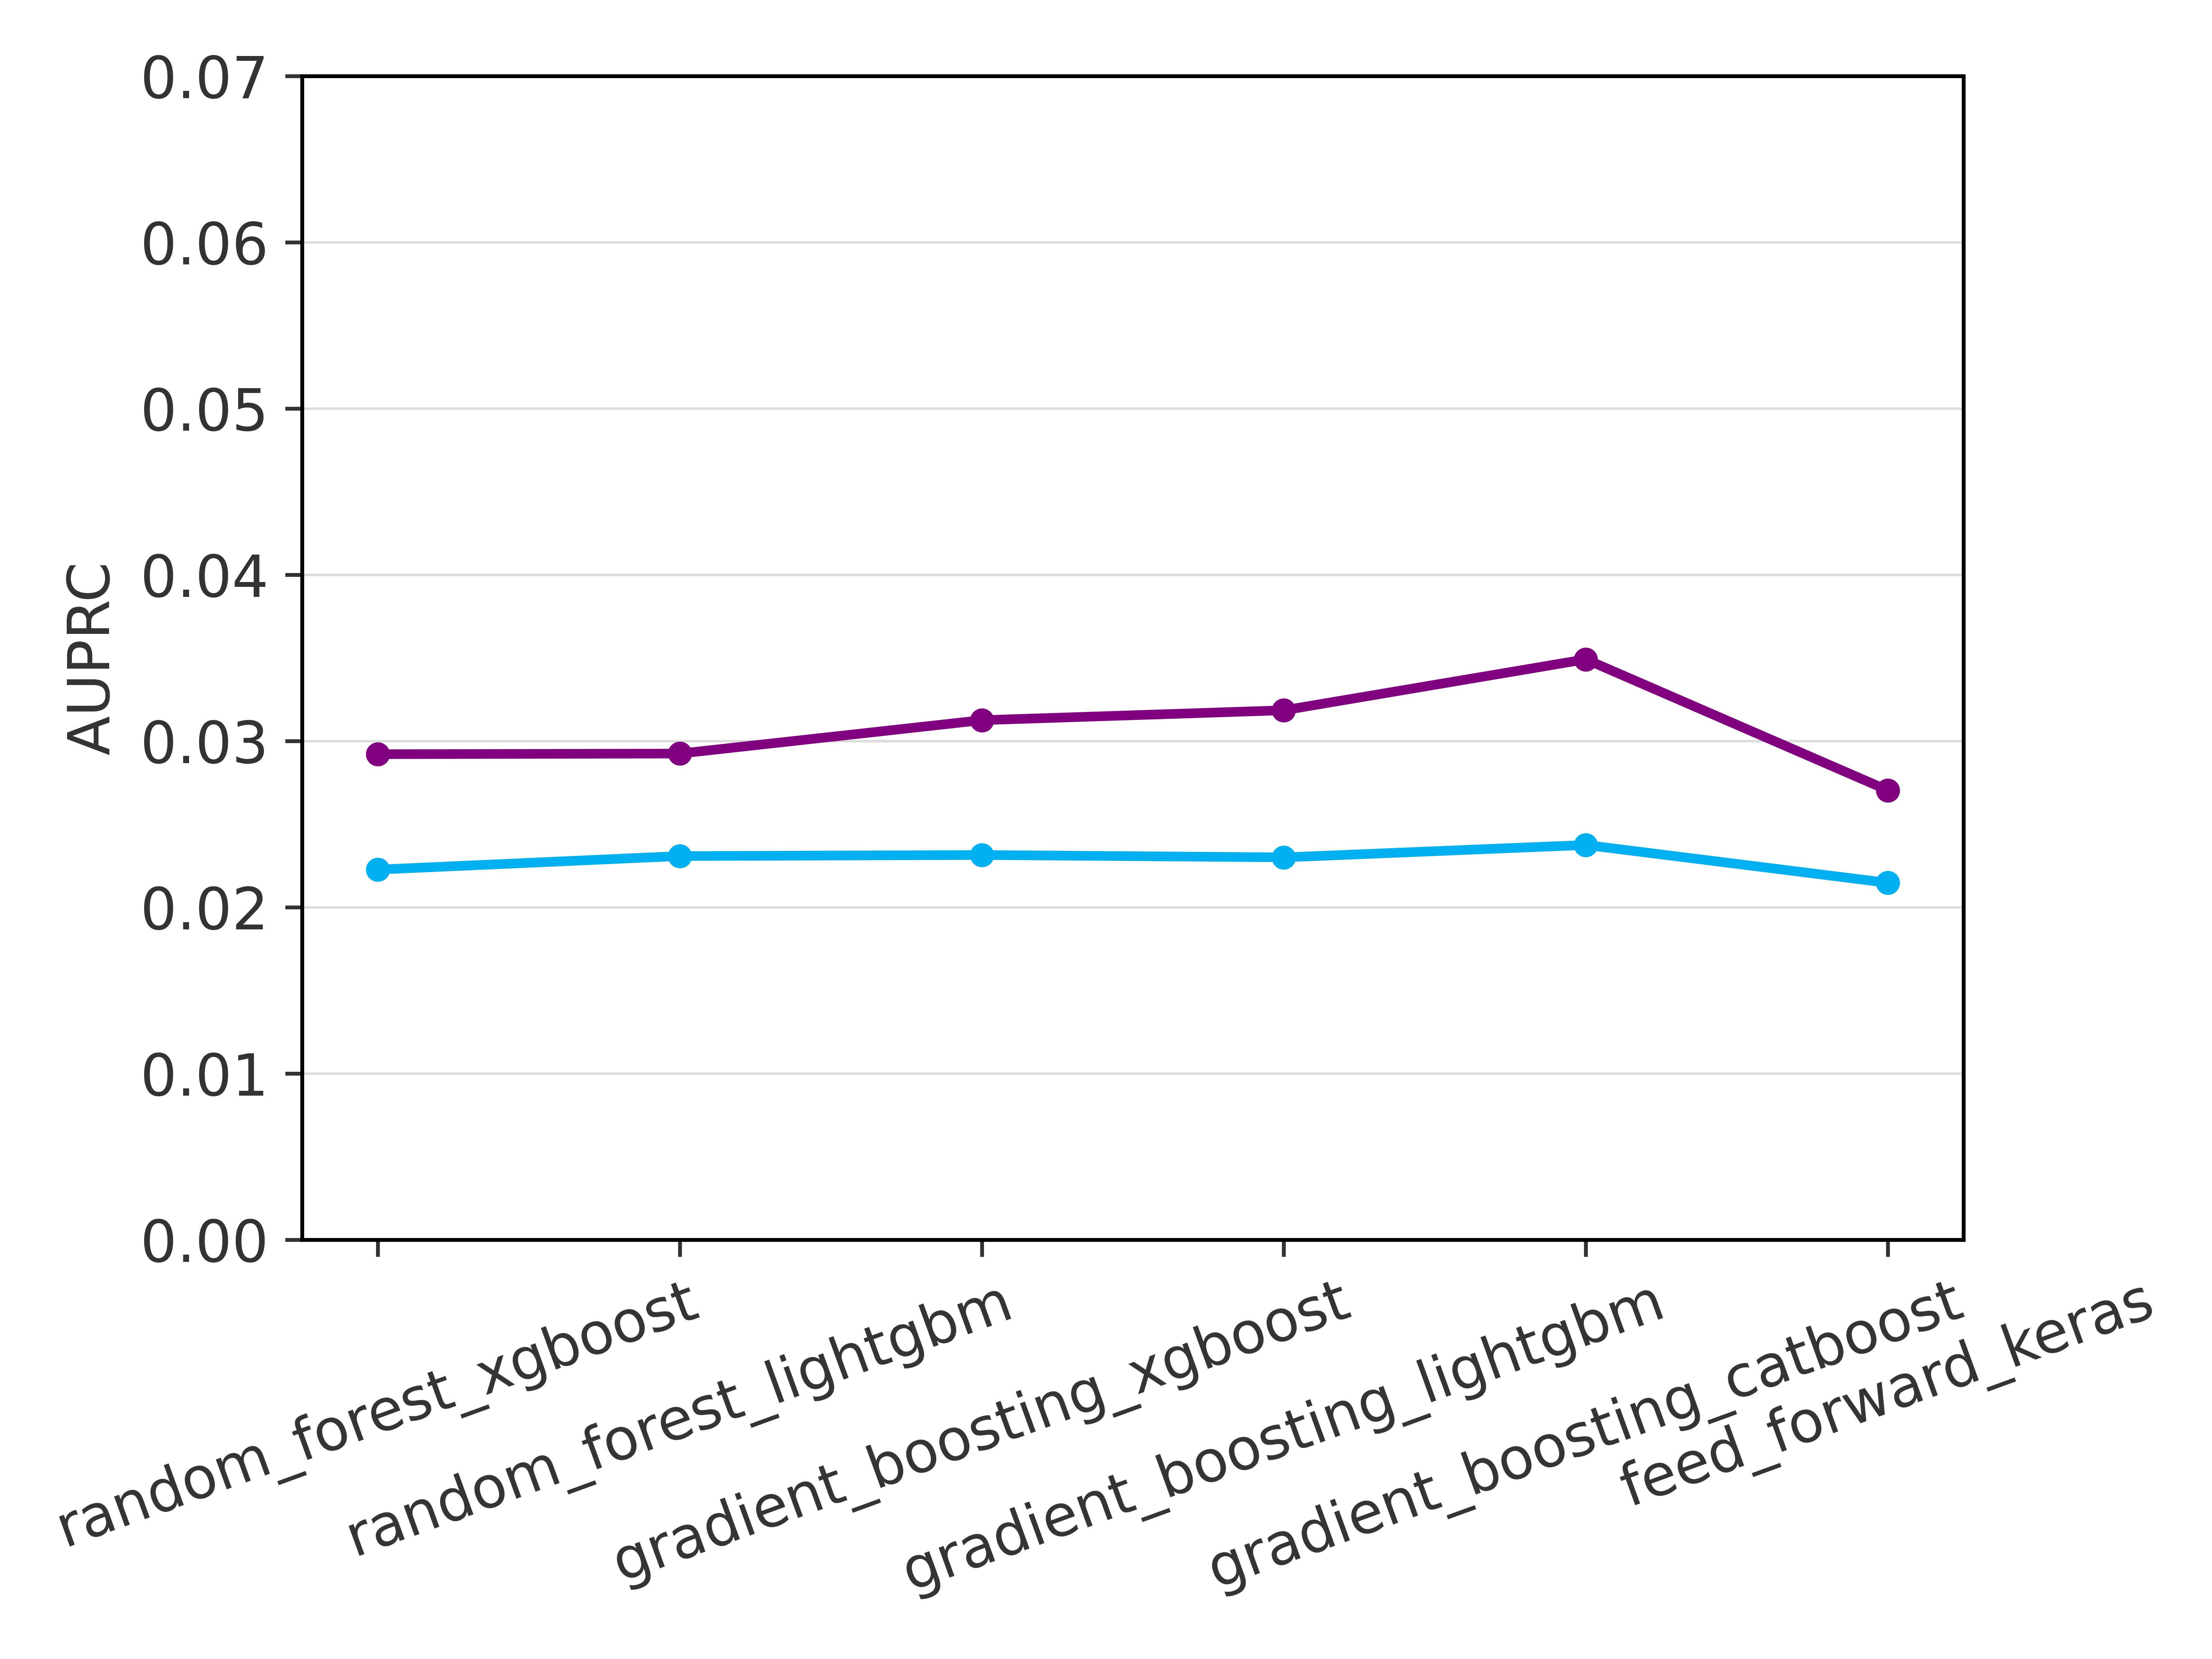 0.07
0.06
0.05
0.04
0.03
0.02
0.01
0.00
AUPRC
random_forest_xgboost
random_forest_lightgbm
gradient_boosting_xgboost
gradient_boosting_lightgbm
gradient_boosting_catboost
feed_forward_keras